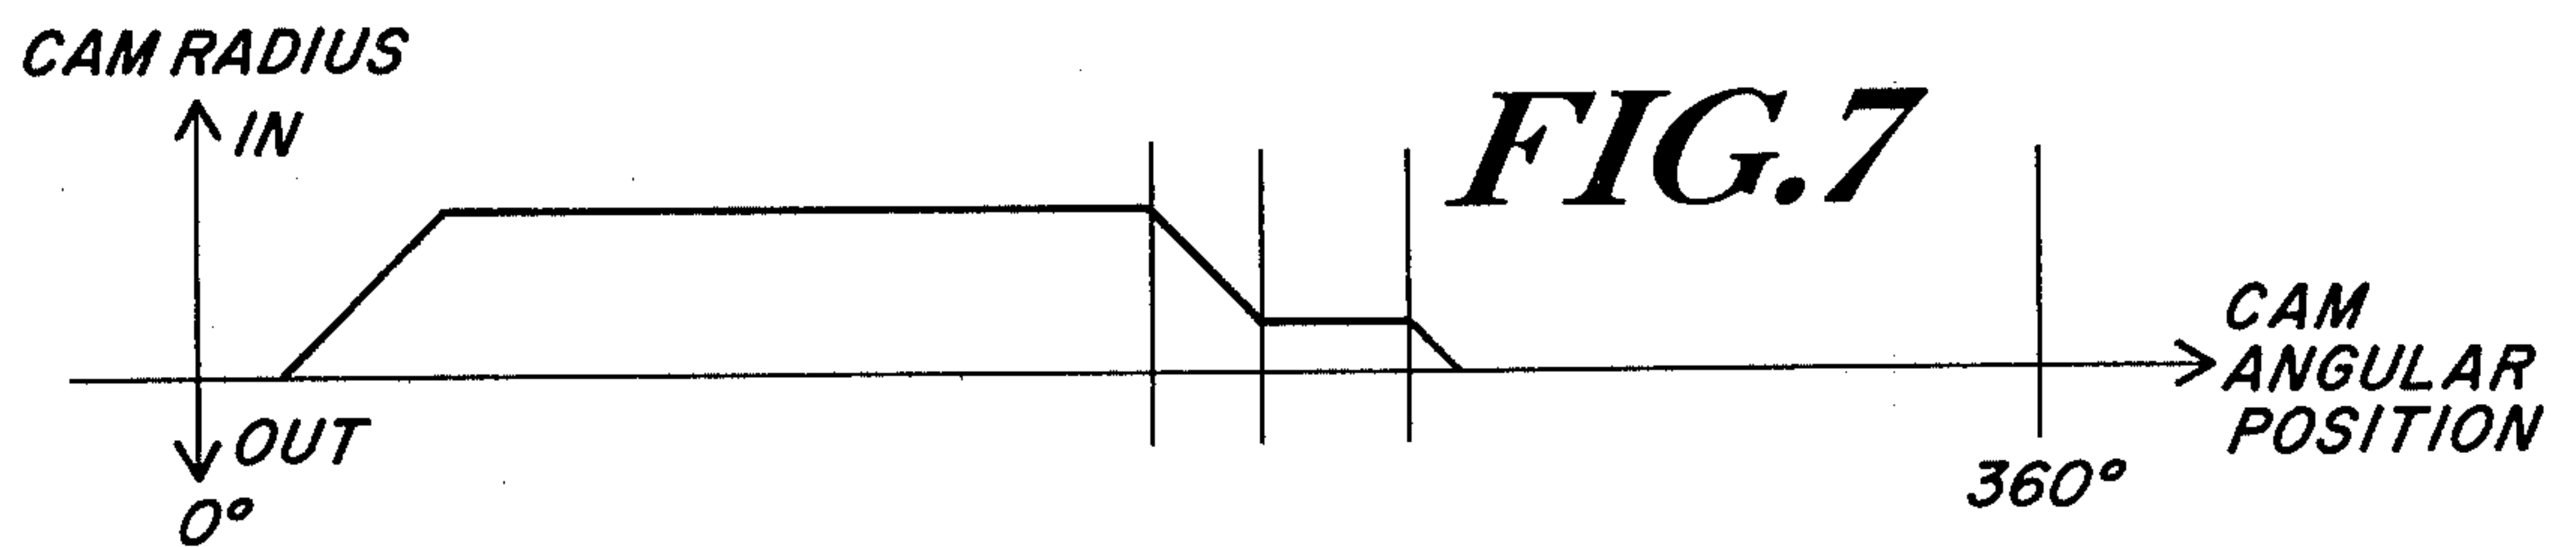 CAM RADIUS
IN
FIG.7
OUT
0°
CAM
ANGULAR
POSITION
360°